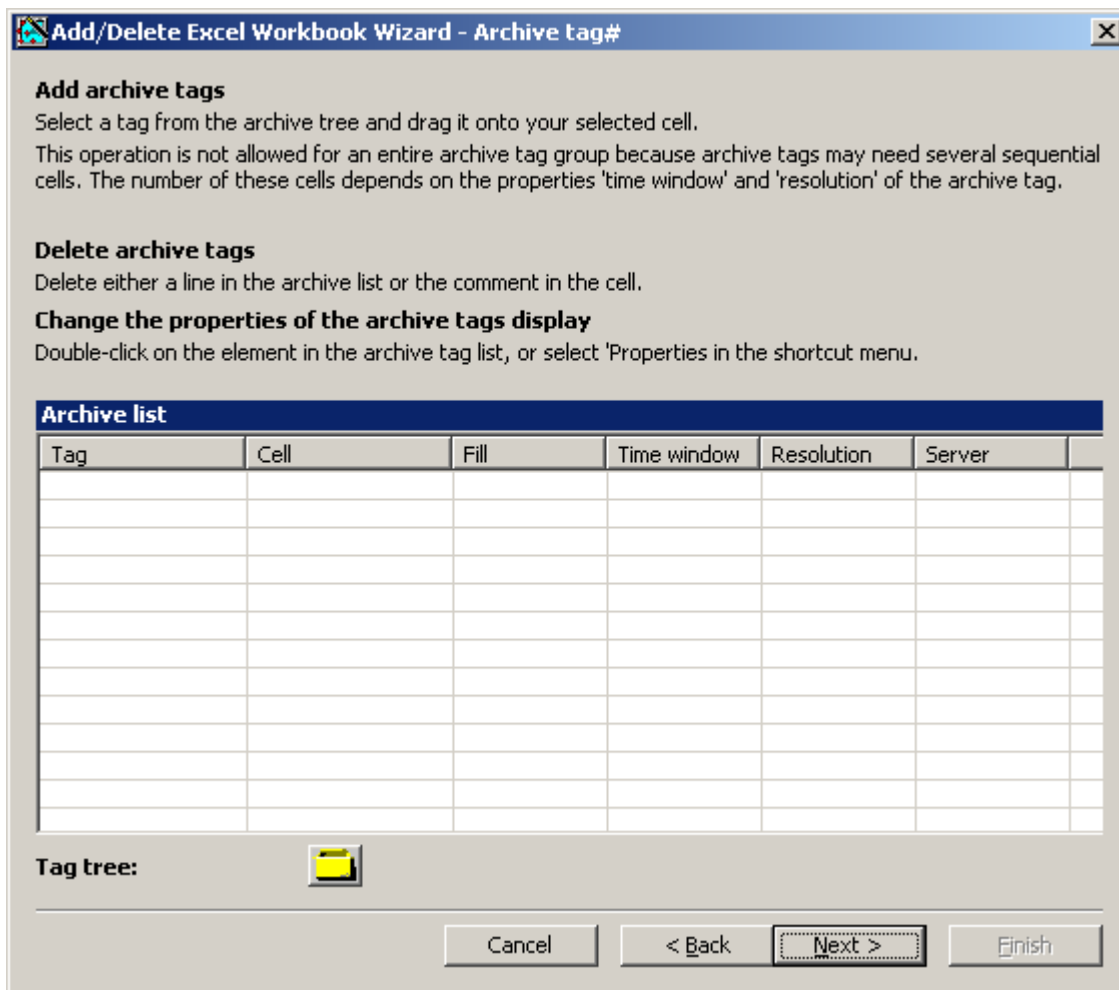 Add/Delete Excel Workbook Wizard - Archive tag#
Add archive tags
Select a tag from the archive tree and drag it onto your selected cell.
This operation is not allowed for an entire archive tag group because archive tags may need several sequential
cells. The number of these cells depends on the properties 'time window' and 'resolution' of the archive tag.
Delete archive tags
Delete either a line in the archive list or the comment in the cell.
Change the properties of the archive tags display
Double-click on the element in the archive tag list, or select 'Properties in the shortcut menu.
Archive list
Tag Cell Fill Time window Resolution Server
Tag tree:
Cancel < Back Next > Finish